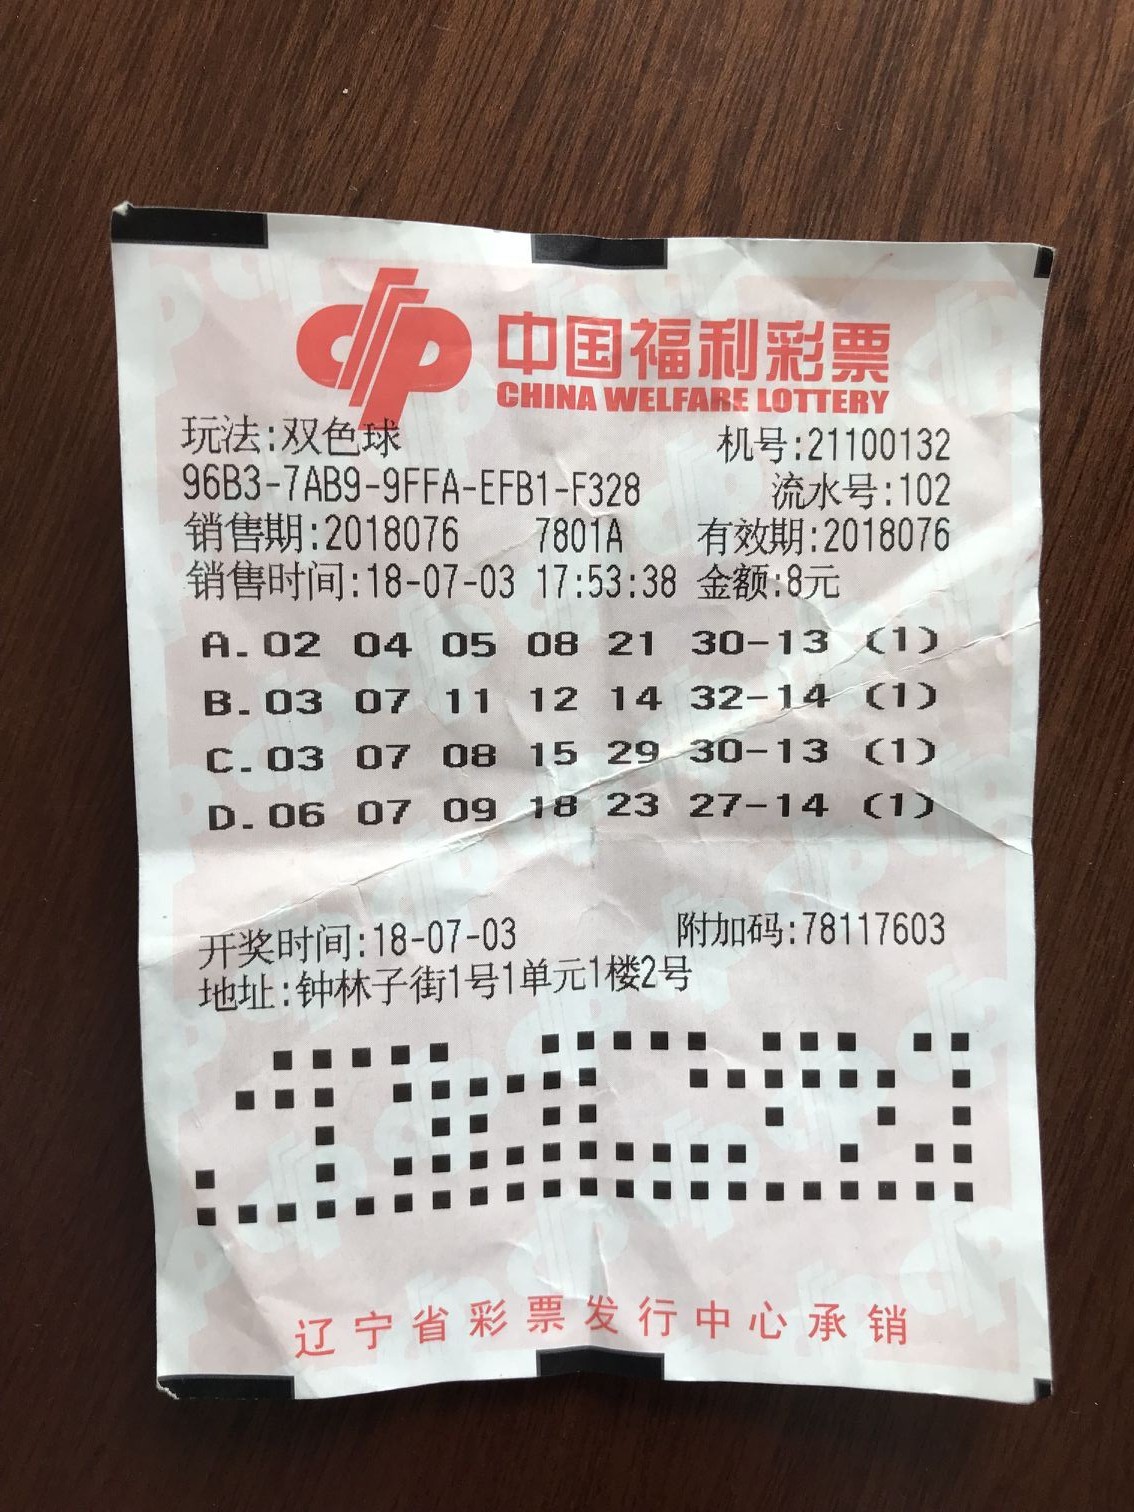 中国福利彩票
CHINA WELFARE LOTTERY
玩法:双色球 机号:21100132
96B3-7AB9-9FFA-EFB1-F328 流水号:102
销售期:2018076 7801A 有效期:2018076
销售时间:18-07-03 17:53:38 金额:8元
A.02 04 05 08 21 30-13 (1)
B.03 07 11 12 14 32-14 (1)
C.03 07 08 15 29 30-13 (1)
D.06 07 09 18 23 27-14 (1)
开奖时间:18-07-03 附加码:78117603
地址:钟林子街1号1单元1楼2号
辽宁省彩票发行中心承销